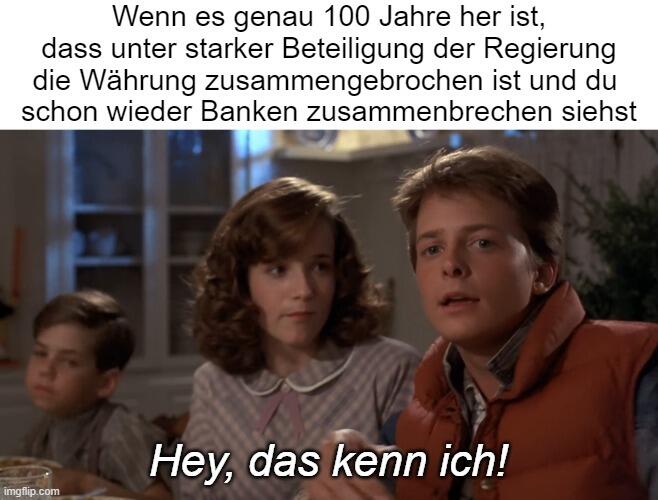 Wenn es genau 100 Jahre her ist,
dass unter starker Beteiligung der Regierung
die Währung zusammengebrochen ist und du
schon wieder Banken zusammenbrechen siehst
Hey, das kenn ich!
imgflip.com